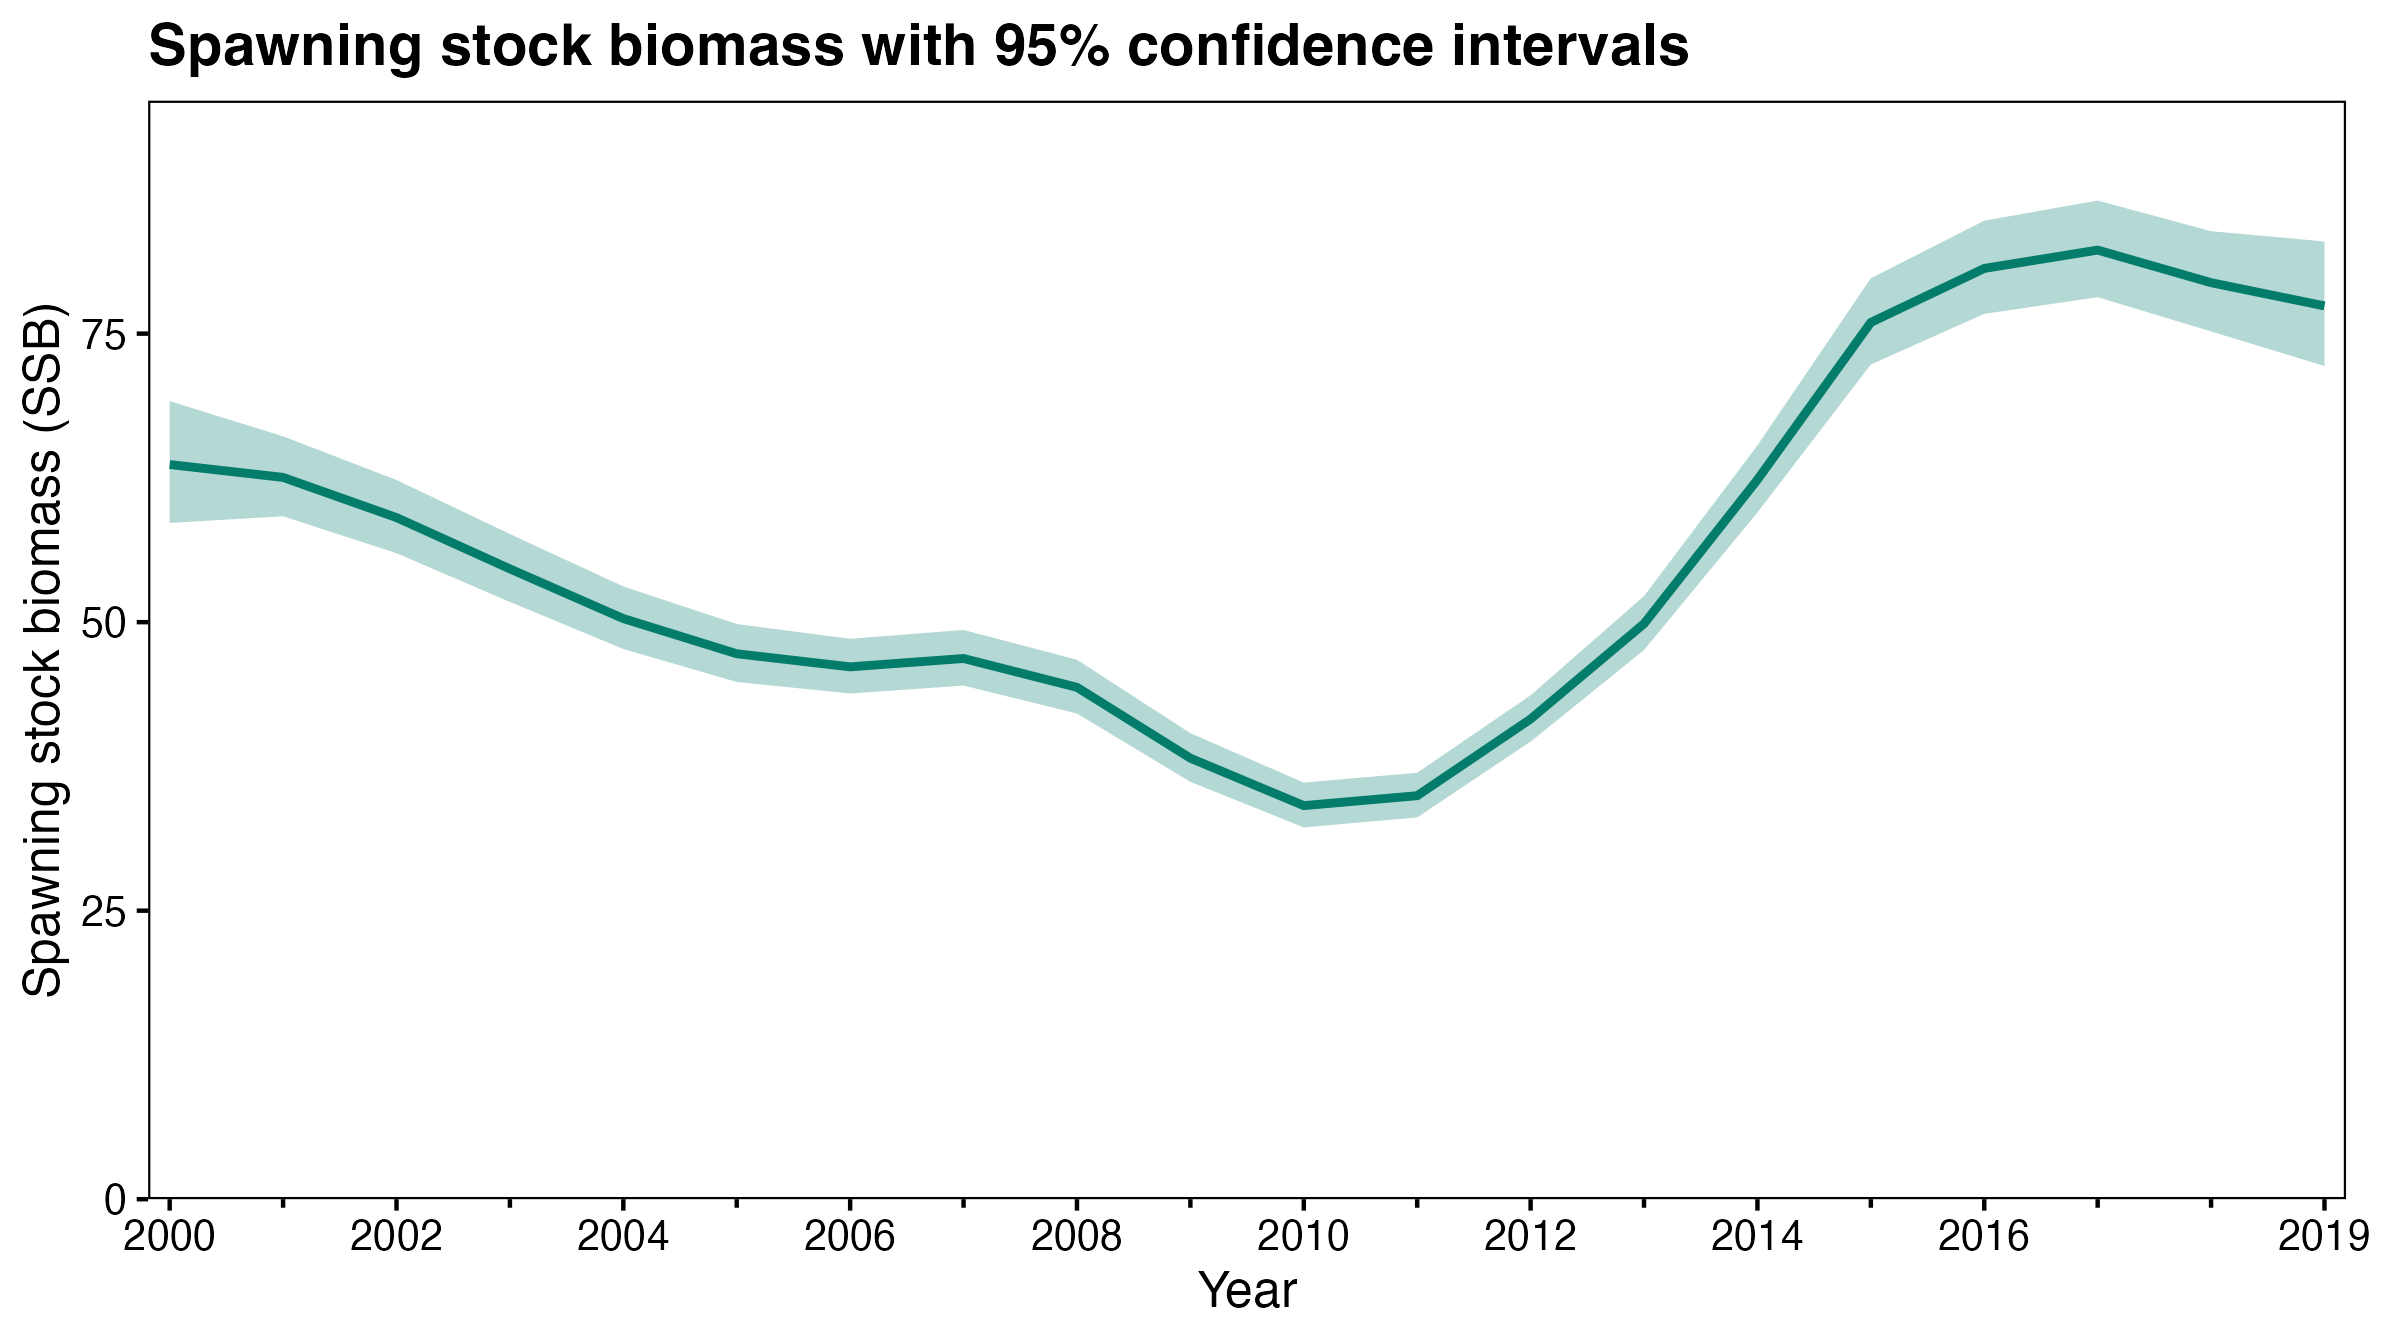 Spawning stock biomass with 95% confidence intervals
Spawning stock biomass (SSB)
75
50
25
0
2000 2002 2004 2006 2008 2010 2012 2014 2016 2019
Year